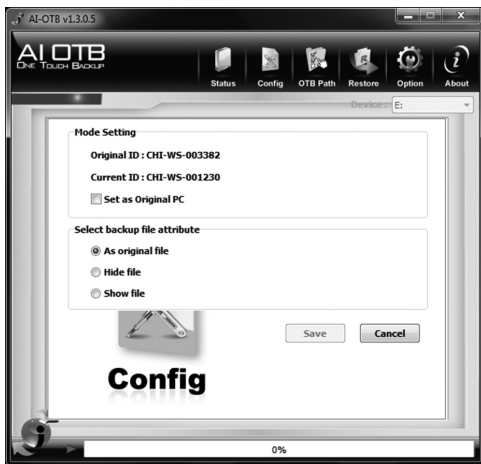 AI-OTB v1.3.0.5
AI OTB
ONE TOUCH BACKUP
Status Config OTB Path Restore Option About
Device: E:
Mode Setting
Original ID : CHI-WS-003382
Current ID : CHI-WS-001230
Set as Original PC
Select backup file attribute
As original file
Hide file
Show file
Save Cancel
Config
0%